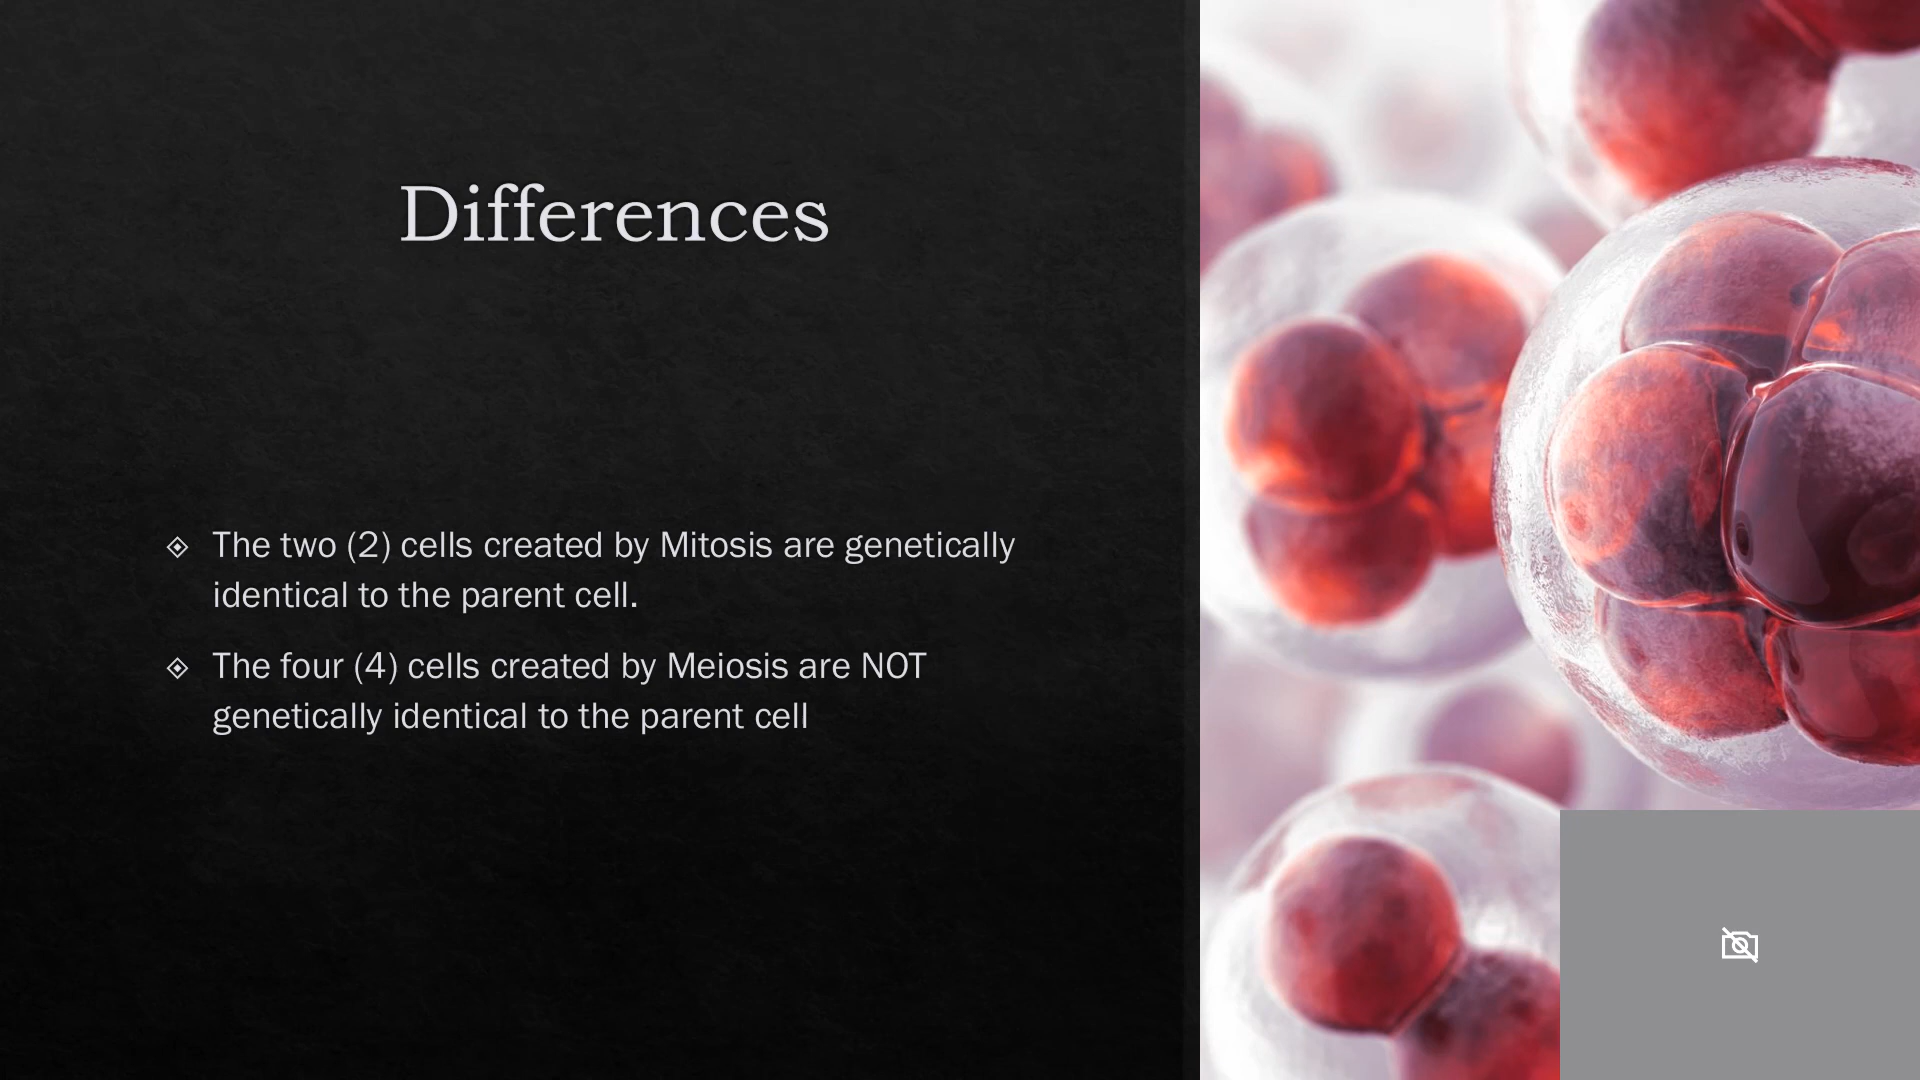 Differences
The two (2) cells created by Mitosis are genetically
identical to the parent cell.
The four (4) cells created by Meiosis are NOT
genetically identical to the parent cell